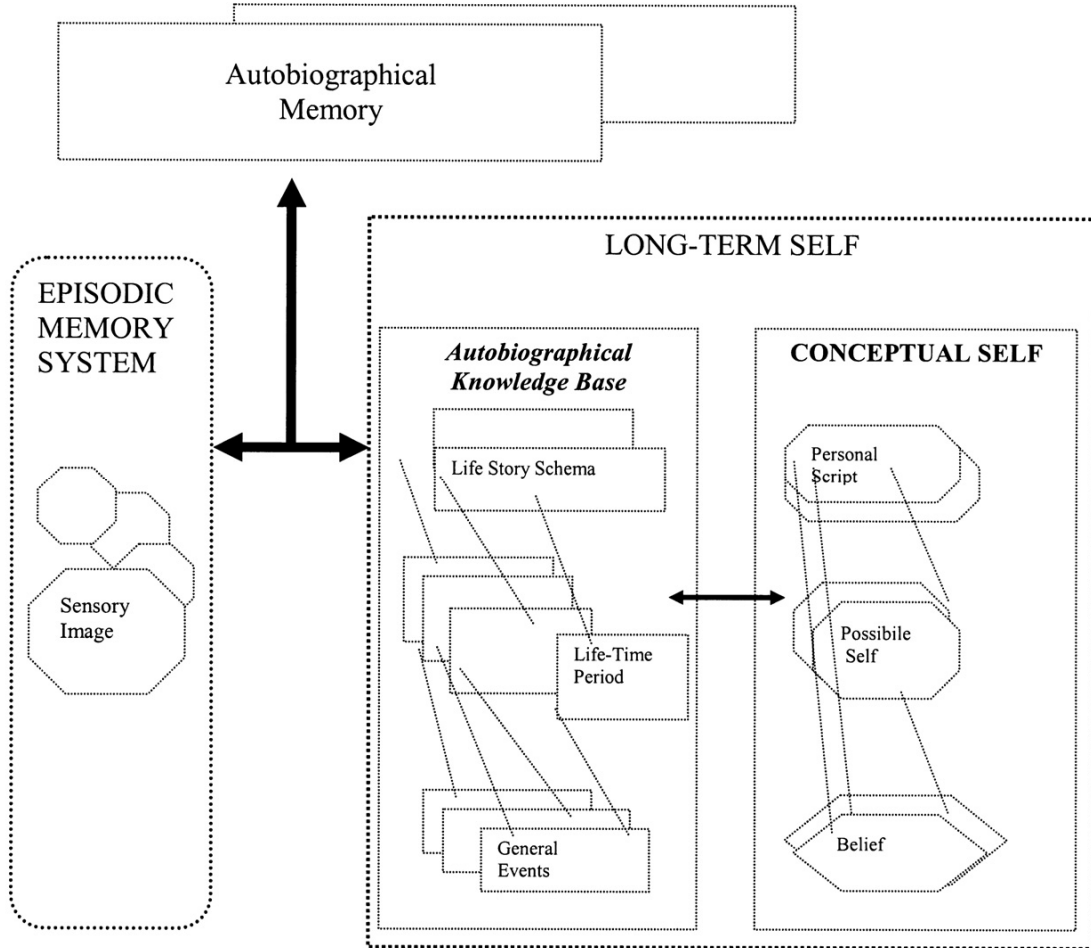 Autobiographical
Memory
LONG-TERM SELF
EPISODIC
MEMORY
SYSTEM
Autobiographical
Knowledge Base
CONCEPTUAL SELF
Life Story Schema
Personal
Script
Sensory
Image
Life-Time
Period
Possibile
Self
General
Events
Belief